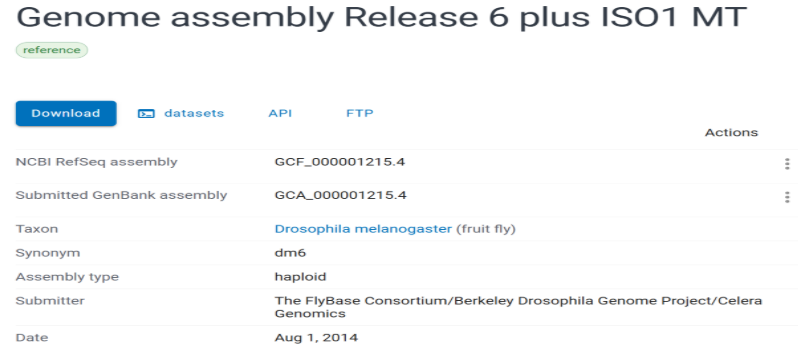 Genome assembly Release 6 plus ISO1 MT
reference
Download datasets API FTP
Actions
NCBI RefSeq assembly GCF_000001215.4
Submitted GenBank assembly GCA_000001215.4
Taxon Drosophila melanogaster (fruit fly)
Synonym dm6
Assembly type haploid
Submitter The FlyBase Consortium/Berkeley Drosophila Genome Project/Celera
Genomics
Date Aug 1, 2014